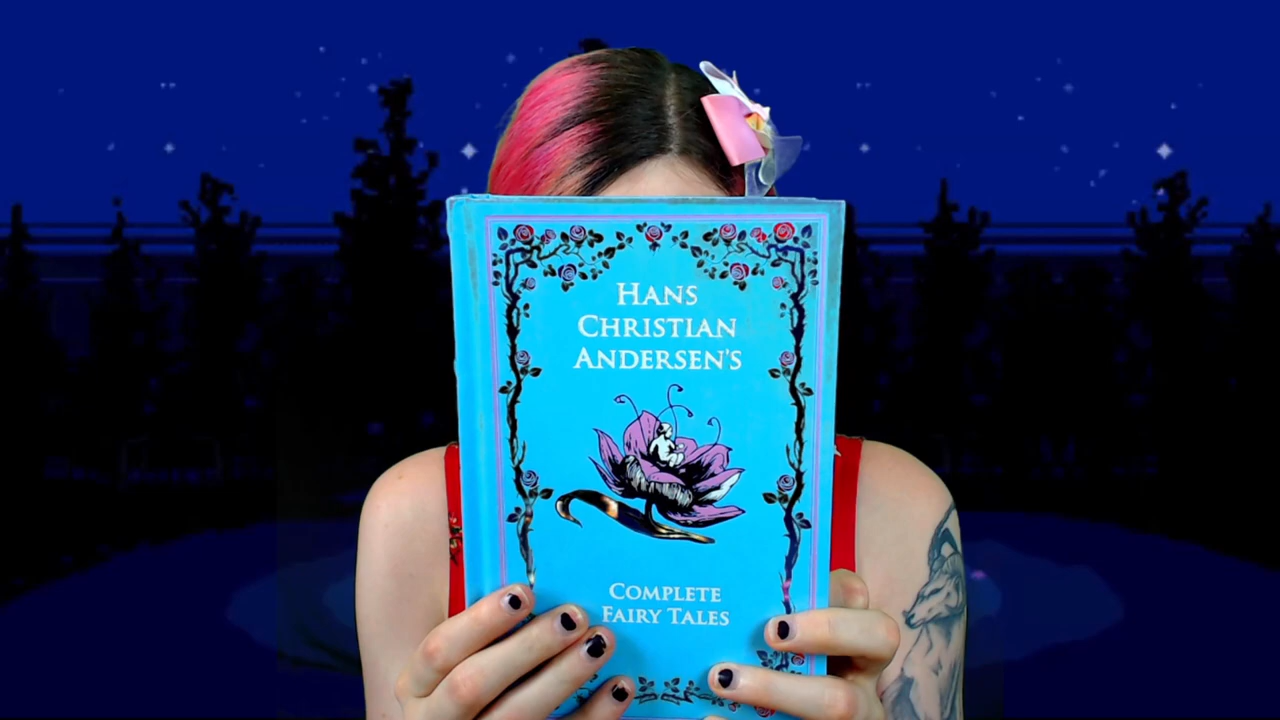 HANS
CHRISTIAN
ANDERSEN'S
COMPLETE
FAIRY TALES